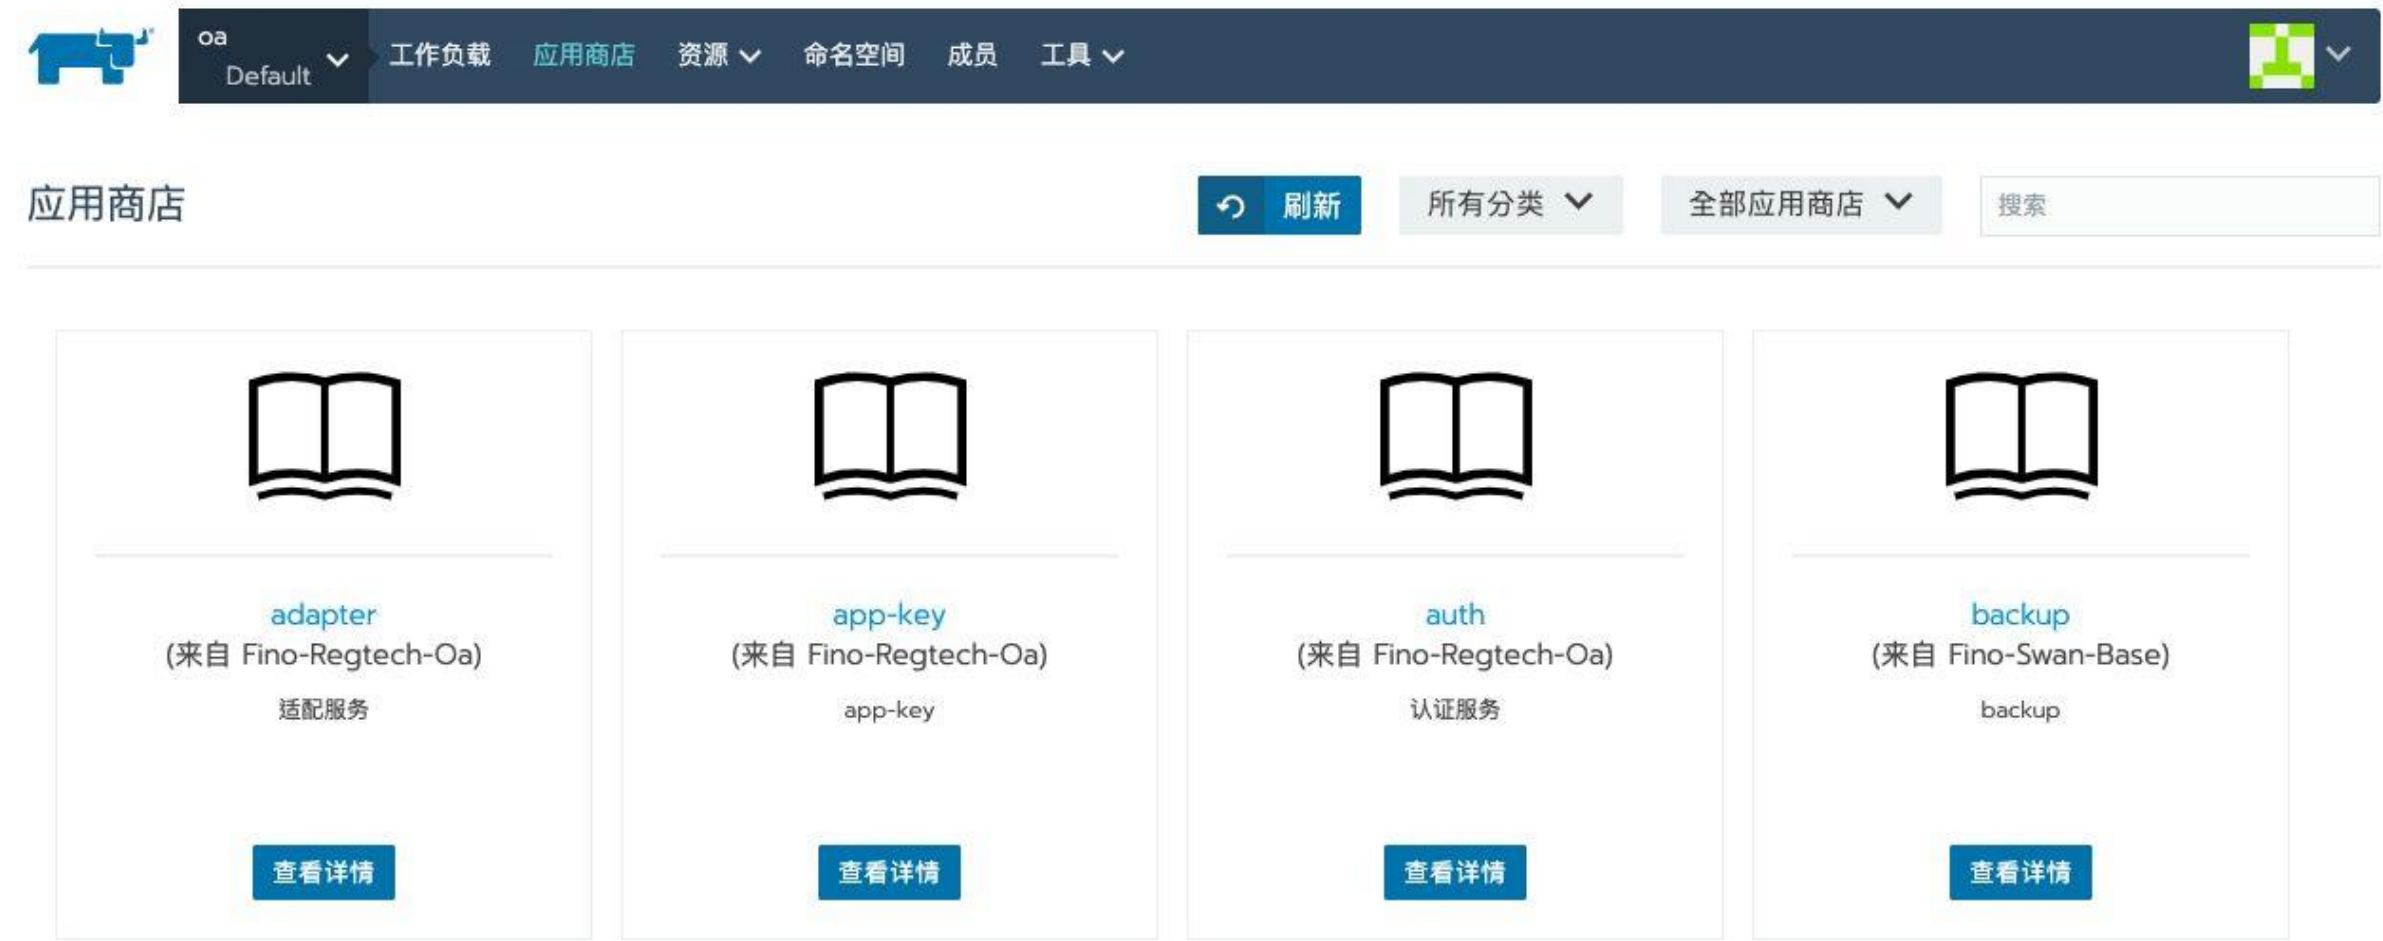 oa
Default
工作负载 应用商店 资源 命名空间 成员 工具
应用商店
刷新 所有分类 全部应用商店 搜索
adapter
(来自 Fino-Regtech-Oa)
适配服务
查看详情
app-key
(来自 Fino-Regtech-Oa)
app-key
查看详情
auth
(来自 Fino-Regtech-Oa)
认证服务
查看详情
backup
(来自 Fino-Swan-Base)
backup
查看详情